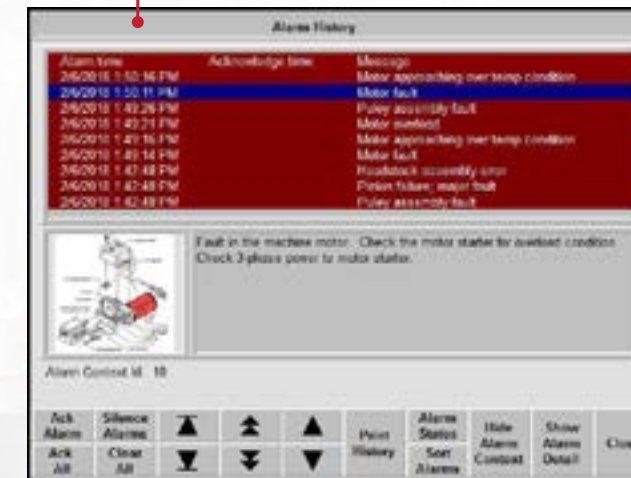 Alarm History
Alarm time Acknowledge time Message
2/6/2018 1:50:16 PM Motor approaching over temp condition
2/6/2018 1:50:11 PM Motor fault
2/6/2018 1:49:26 PM Puley assembly fault
2/6/2018 1:49:21 PM Motor overload
2/6/2018 1:49:16 PM Motor approaching over temp condition
2/6/2018 1:49:14 PM Motor fault
2/6/2018 1:42:48 PM Headstock assembly error
2/6/2018 1:42:48 PM Pinion failure, major fault
2/6/2018 1:42:48 PM Puley assembly fault
Fault in the machine motor. Check the motor starter for overload condition.
Check 3-phase power to motor starter.
Alarm Context Id: 10
Ack Alarm
Silence Alarms
Print History
Alarm Status
Hide Alarm Context
Show Alarm Detail
Ack All
Clear All
Sort Alarms